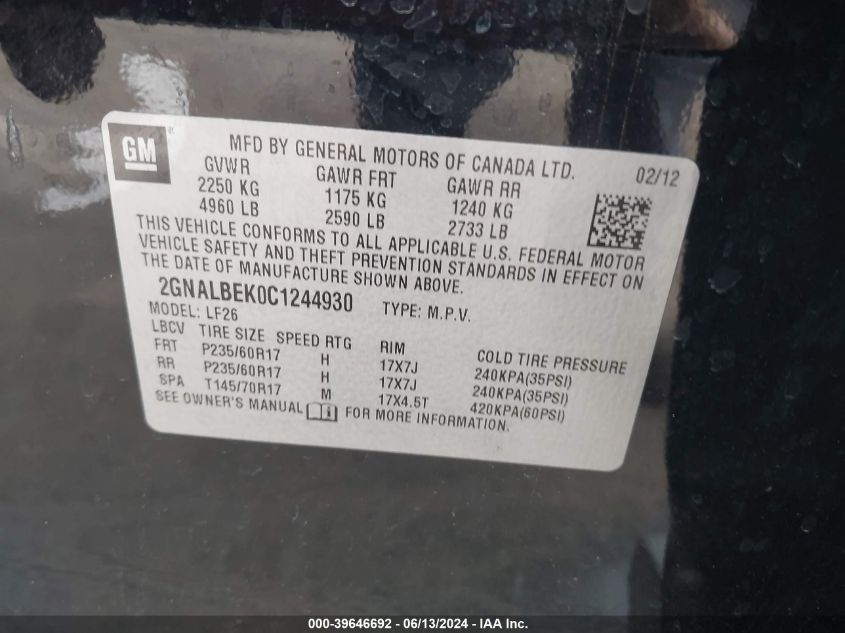 GM
MFD BY GENERAL MOTORS OF CANADA LTD. 02/12
GVWR GAWR FRT GAWR RR
2250 KG 1175 KG 1240 KG
4960 LB 2590 LB 2733 LB
THIS VEHICLE CONFORMS TO ALL APPLICABLE U.S. FEDERAL MOTOR
VEHICLE SAFETY AND THEFT PREVENTION STANDARDS IN EFFECT ON
THE DATE OF MANUFACTURE SHOWN ABOVE.
2GNALBEK0C1244930 TYPE: M.P.V.
MODEL: LF26
LBCV TIRE SIZE SPEED RTG RIM COLD TIRE PRESSURE
FRT P235/60R17 H 17X7J 240KPA(35PSI)
RR P235/60R17 H 17X7J 240KPA(35PSI)
SPA T145/70R17 M 17X4.5T 420KPA(60PSI)
SEE OWNER'S MANUAL FOR MORE INFORMATION.
000-39646692 - 06/13/2024 - IAA Inc.